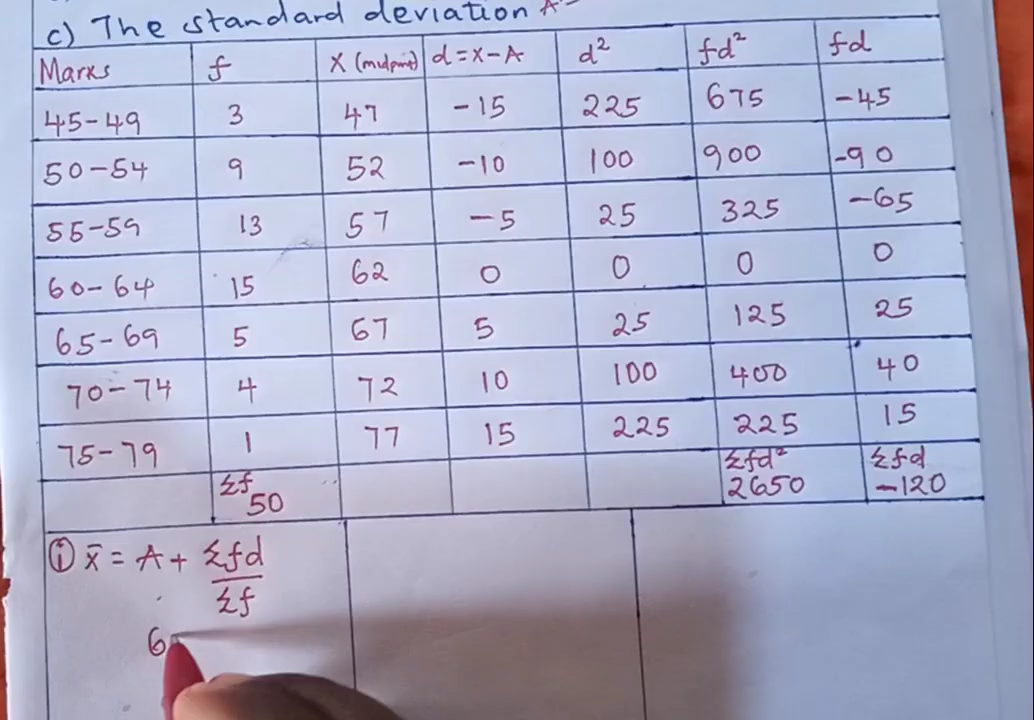 c) The standard deviation A
Marks f X (midpoint) d=x-A d² fd² fd
45-49 3 47 -15 225 675 -45
50-54 9 52 -10 100 900 -90
55-59 13 57 -5 25 325 -65
60-64 15 62 0 0 0 0
65-69 5 67 5 25 125 25
70-74 4 72 10 100 400 40
75-79 1 77 15 225 225 15
Σf 50 Σfd² 2650 Σfd -120
① x̄ = A + Σfd
Σf
6